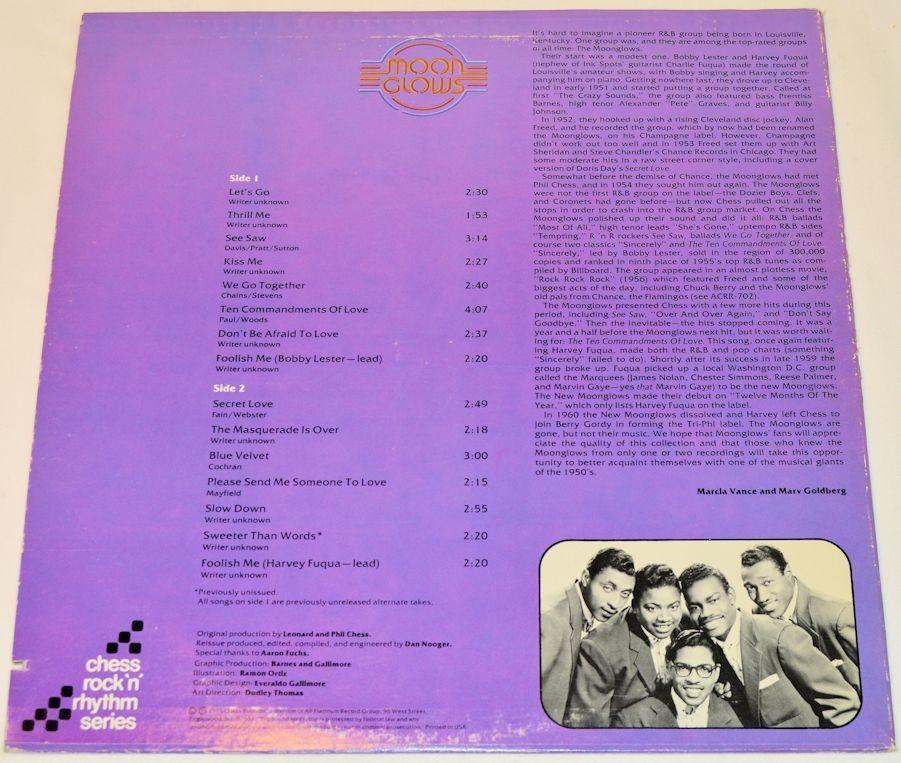 MOON
GLOWS
Side 1
Let's Go 2:30
Writer unknown
Thrill Me 1:53
Writer unknown
See Saw 3:14
Davis/Pratt/Sutton
Kiss Me 2:27
Writer unknown
We Go Together 2:40
Chains/Stevens
Ten Commandments Of Love 4:07
Paul/Woods
Don't Be Afraid To Love 2:37
Writer unknown
Foolish Me (Bobby Lester—lead) 2:20
Writer unknown
Side 2
Secret Love 2:49
Fain/Webster
The Masquerade Is Over 2:18
Writer unknown
Blue Velvet 3:00
Cochran
Please Send Me Someone To Love 2:15
Mayfield
Slow Down 2:55
Writer unknown
Sweeter Than Words* 2:20
Writer unknown
Foolish Me (Harvey Fuqua—lead) 2:20
Writer unknown
*Previously unissued.
All songs on side 1 are previously unreleased alternate takes.
Original production by Leonard and Phil Chess.
Reissue produced, edited, compiled, and engineered by Dan Nooger.
Special thanks to Aaron Fuchs.
Graphic Production: Barnes and Gallimore
Illustration: Ramon Ortiz
Graphic Design: Everaldo Gallimore
Art Direction: Dudley Thomas
All Platinum Record Group, 96 West Street,
is protected by federal law and any
criminal prosecution. Printed in USA
chess
rock 'n'
rhythm
series
It's hard to imagine a pioneer R&B group being born in Louisville,
Kentucky. One group was, and they are among the top-rated groups
of all time: The Moonglows.
Their start was a modest one. Bobby Lester and Harvey Fuqua
(nephew of Ink Spots' guitarist Charlie Fuqua) made the round of
Louisville's amateur shows, with Bobby singing and Harvey accom-
panying him on piano. Getting nowhere fast, they drove up to Cleve-
land in early 1951 and started putting a group together. Called at
first "The Crazy Sounds," the group also featured bass Prentiss
Barnes, high tenor Alexander "Pete" Graves, and guitarist Billy
Johnson.
In 1952, they hooked up with a rising Cleveland disc jockey, Alan
Freed, and he recorded the group, which by now had been renamed
the Moonglows, on his Champagne label. However, Champagne
didn't work out too well and in 1953 Freed set them up with Art
Sheridan and Steve Chandler's Chance Records in Chicago. They had
some moderate hits in a raw street corner style, including a cover
version of Doris Day's Secret Love.
Somewhat before the demise of Chance, the Moonglows had met
Phil Chess, and in 1954 they sought him out again. The Moonglows
were not the first R&B group on the label—the Dozier Boys, Clefs,
and Coronets had gone before—but now Chess pulled out all the
stops in order to crash into the R&B group market. On Chess the
Moonglows polished up their sound and did it all: R&B ballads
"Most Of All," high tenor leads "She's Gone," uptempo R&B sides
"Tempting," R 'n R rockers See Saw, ballads We Go Together, and of
course two classics "Sincerely" and The Ten Commandments Of Love.
"Sincerely," led by Bobby Lester, sold in the region of 300,000
copies and ranked in ninth place of 1955's top R&B tunes as com-
piled by Billboard. The group appeared in an almost plotless movie,
"Rock Rock Rock" (1956) which featured Freed and some of the
biggest acts of the day, including Chuck Berry and the Moonglows'
old pals from Chance, the Flamingos (see ACRR-702).
The Moonglows presented Chess with a few more hits during this
period, including See Saw, "Over And Over Again," and "Don't Say
Goodbye." Then the inevitable—the hits stopped coming. It was a
year and a half before the Moonglows next hit, but it was worth wait-
ing for: The Ten Commandments Of Love. This song, once again featur-
ing Harvey Fuqua, made both the R&B and pop charts (something
"Sincerely" failed to do). Shortly after its success in late 1959 the
group broke up. Fuqua picked up a local Washington D.C. group
called the Marquees (James Nolan, Chester Simmons, Reese Palmer,
and Marvin Gaye—yes that Marvin Gaye) to be the new Moonglows.
The New Moonglows made their debut on "Twelve Months Of The
Year," which only lists Harvey Fuqua on the label.
In 1960 the New Moonglows dissolved and Harvey left Chess to
join Berry Gordy in forming the Tri-Phi label. The Moonglows are
gone, but not their music. We hope that Moonglows' fans will appre-
ciate the quality of this collection and that those who knew the
Moonglows from only one or two recordings will take this oppor-
tunity to better acquaint themselves with one of the musical giants
of the 1950's.
Marcia Vance and Marv Goldberg